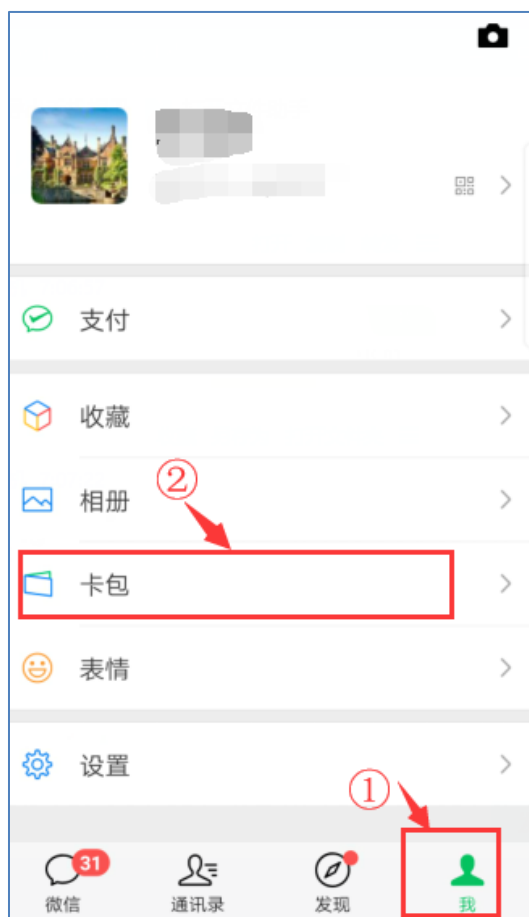 支付
收藏
相册
②
卡包
表情
设置
①
31
微信
通讯录
发现
我